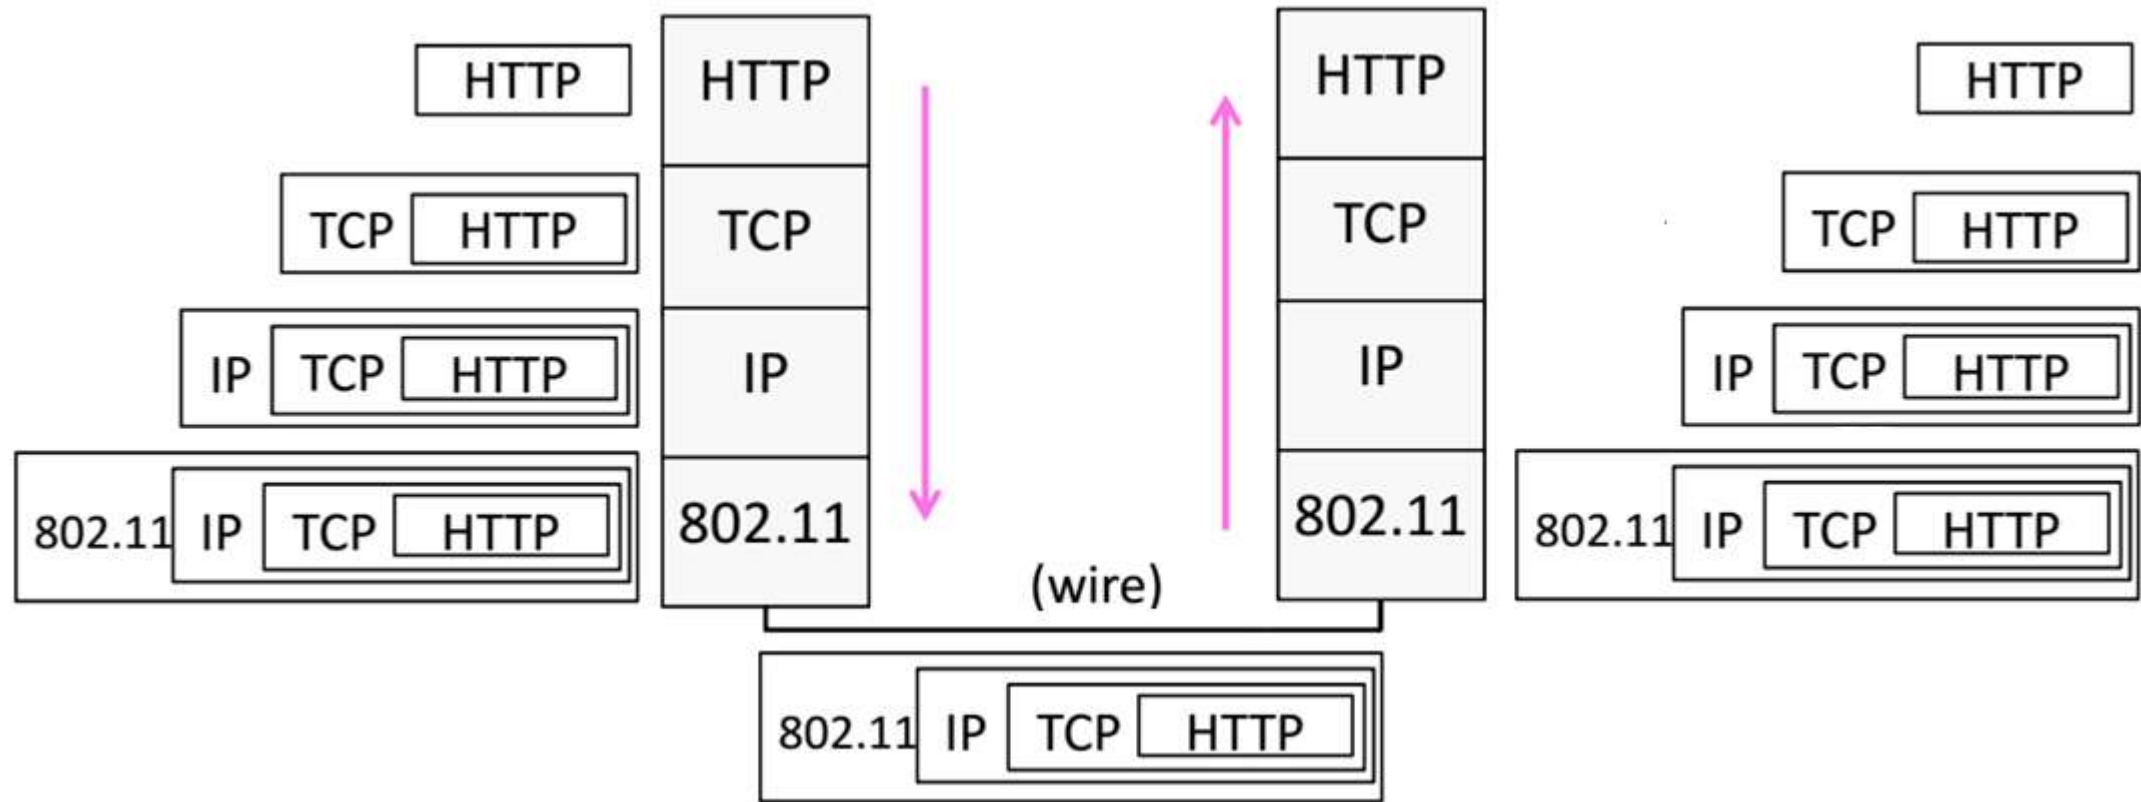 HTTP
HTTP
HTTP
HTTP
TCP HTTP
TCP
TCP
TCP HTTP
IP TCP HTTP
IP
IP
IP TCP HTTP
802.11 IP TCP HTTP
802.11
802.11
802.11 IP TCP HTTP
(wire)
802.11 IP TCP HTTP